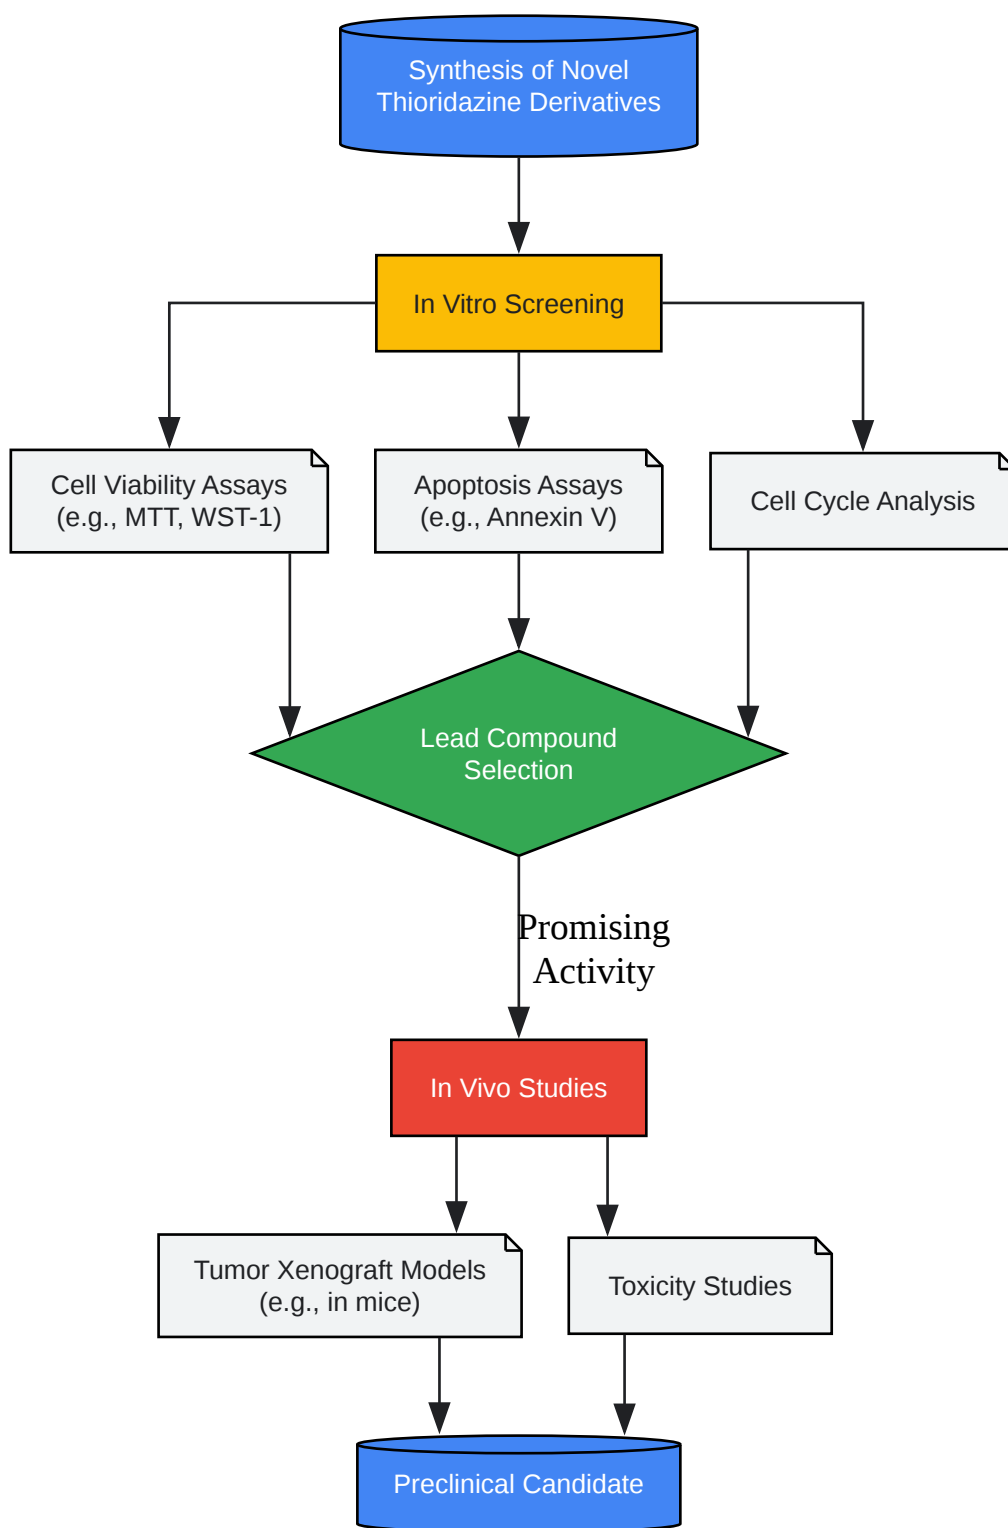 Synthesis of Novel
Thioridazine Derivatives
In Vitro Screening
Cell Viability Assays
(e.g., MTT, WST-1)
Apoptosis Assays
(e.g., Annexin V)
Cell Cycle Analysis
Lead Compound
Selection
Promising
Activity
In Vivo Studies
Tumor Xenograft Models
(e.g., in mice)
Toxicity Studies
Preclinical Candidate